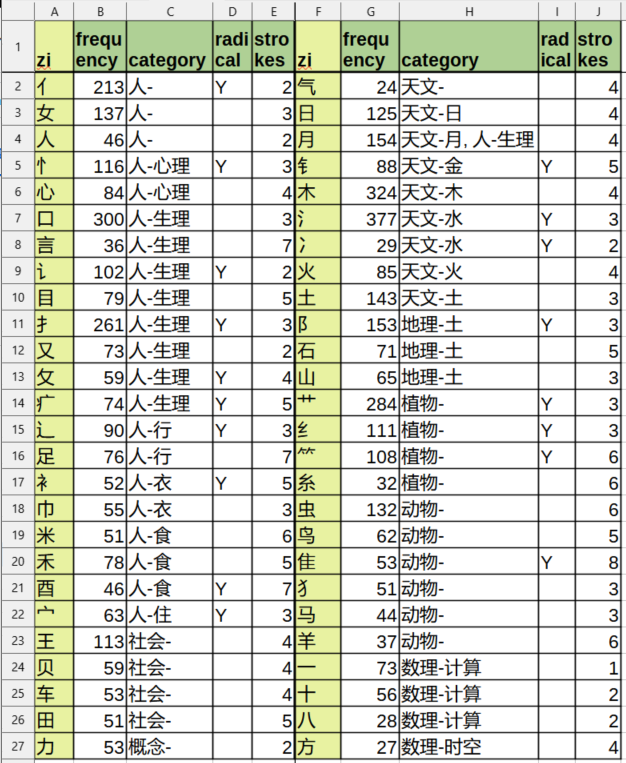 A B C D E F G H I J
1 zi frequency category radical strokes zi frequency category radical strokes
2 亻 213 人- Y 2 气 24 天文- 4
3 女 137 人- 3 日 125 天文-日 4
4 人 46 人- 2 月 154 天文-月, 人-生理 4
5 忄 116 人-心理 Y 3 钅 88 天文-金 Y 5
6 心 84 人-心理 4 木 324 天文-木 4
7 口 300 人-生理 3 氵 377 天文-水 Y 3
8 言 36 人-生理 7 冫 29 天文-水 Y 2
9 讠 102 人-生理 Y 2 火 85 天文-火 4
10 目 79 人-生理 5 土 143 天文-土 3
11 扌 261 人-生理 Y 3 阝 153 地理-土 Y 3
12 又 73 人-生理 2 石 71 地理-土 5
13 攵 59 人-生理 Y 4 山 65 地理-土 3
14 疒 74 人-生理 Y 5 艹 284 植物- Y 3
15 辶 90 人-行 Y 3 纟 111 植物- Y 3
16 足 76 人-行 7 ⺮ 108 植物- Y 6
17 衤 52 人-衣 Y 5 糸 32 植物- 6
18 巾 55 人-衣 3 虫 132 动物- 6
19 米 51 人-食 6 鸟 62 动物- 5
20 禾 78 人-食 5 隹 53 动物- Y 8
21 酉 46 人-食 Y 7 犭 51 动物- 3
22 宀 63 人-住 Y 3 马 44 动物- 3
23 王 113 社会- 4 羊 37 动物- 6
24 贝 59 社会- 4 一 73 数理-计算 1
25 车 53 社会- 4 十 56 数理-计算 2
26 田 51 社会- 5 八 28 数理-计算 2
27 力 53 概念- 2 方 27 数理-时空 4